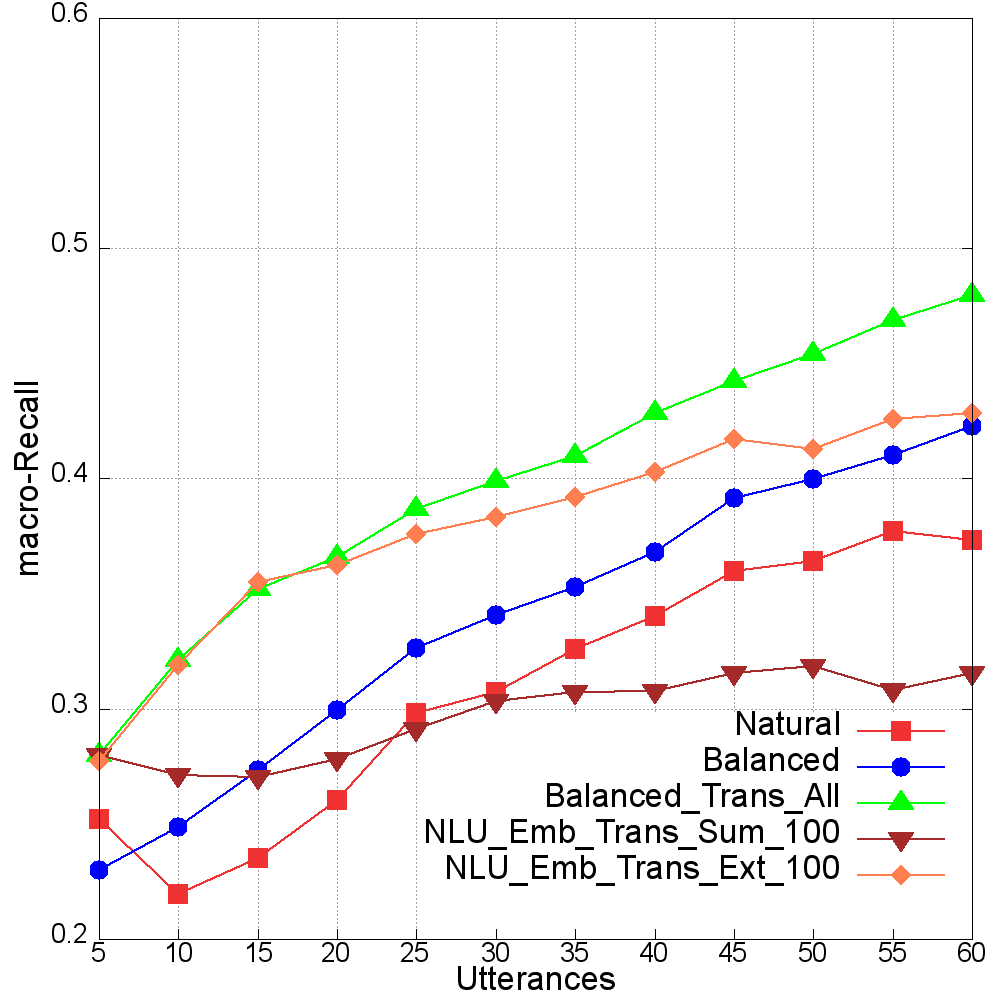 0.6
0.5
0.4
0.3
0.2
macro-Recall
Natural
Balanced
Balanced_Trans_All
NLU_Emb_Trans_Sum_100
NLU_Emb_Trans_Ext_100
5 10 15 20 25 30 35 40 45 50 55 60
Utterances